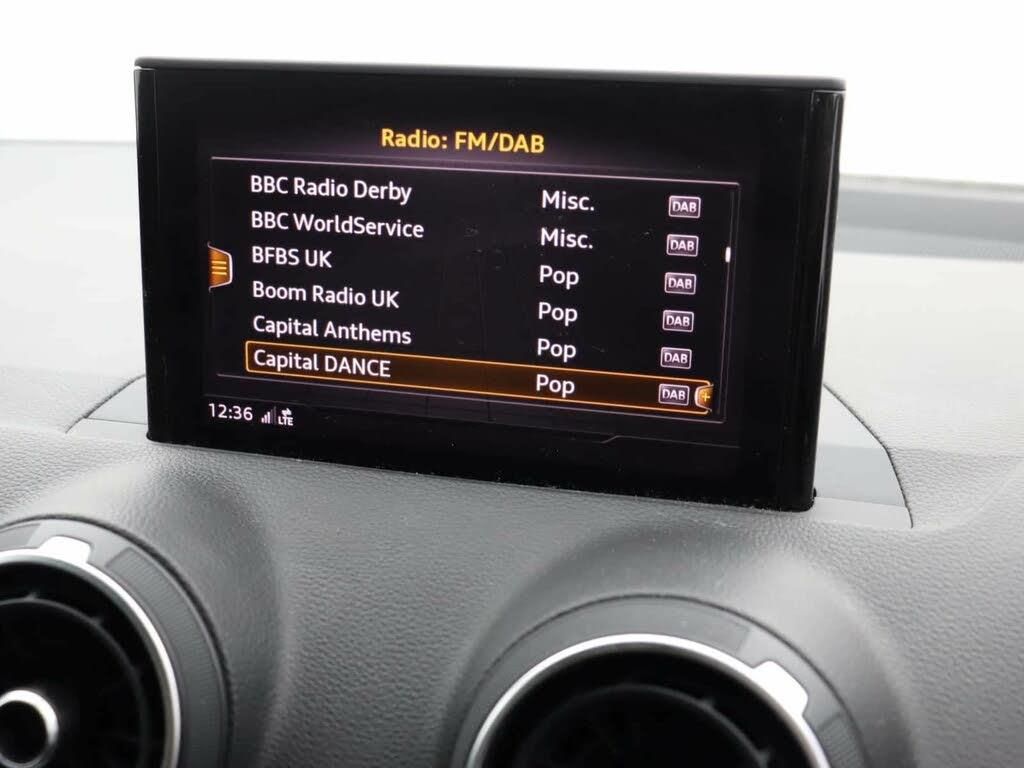 Radio: FM/DAB
BBC Radio Derby Misc. DAB
BBC WorldService Misc. DAB
BFBS UK Pop DAB
Boom Radio UK Pop DAB
Capital Anthems Pop DAB
Capital DANCE Pop DAB
12:36 LTE